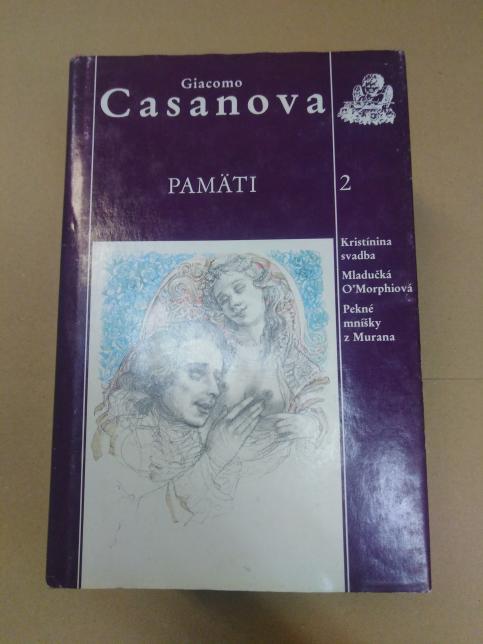 Giacomo
Casanova
PAMÄTI
2
Kristínina
svadba
Mladučká
O'Morphiová
Pekné
mníšky
z Murana